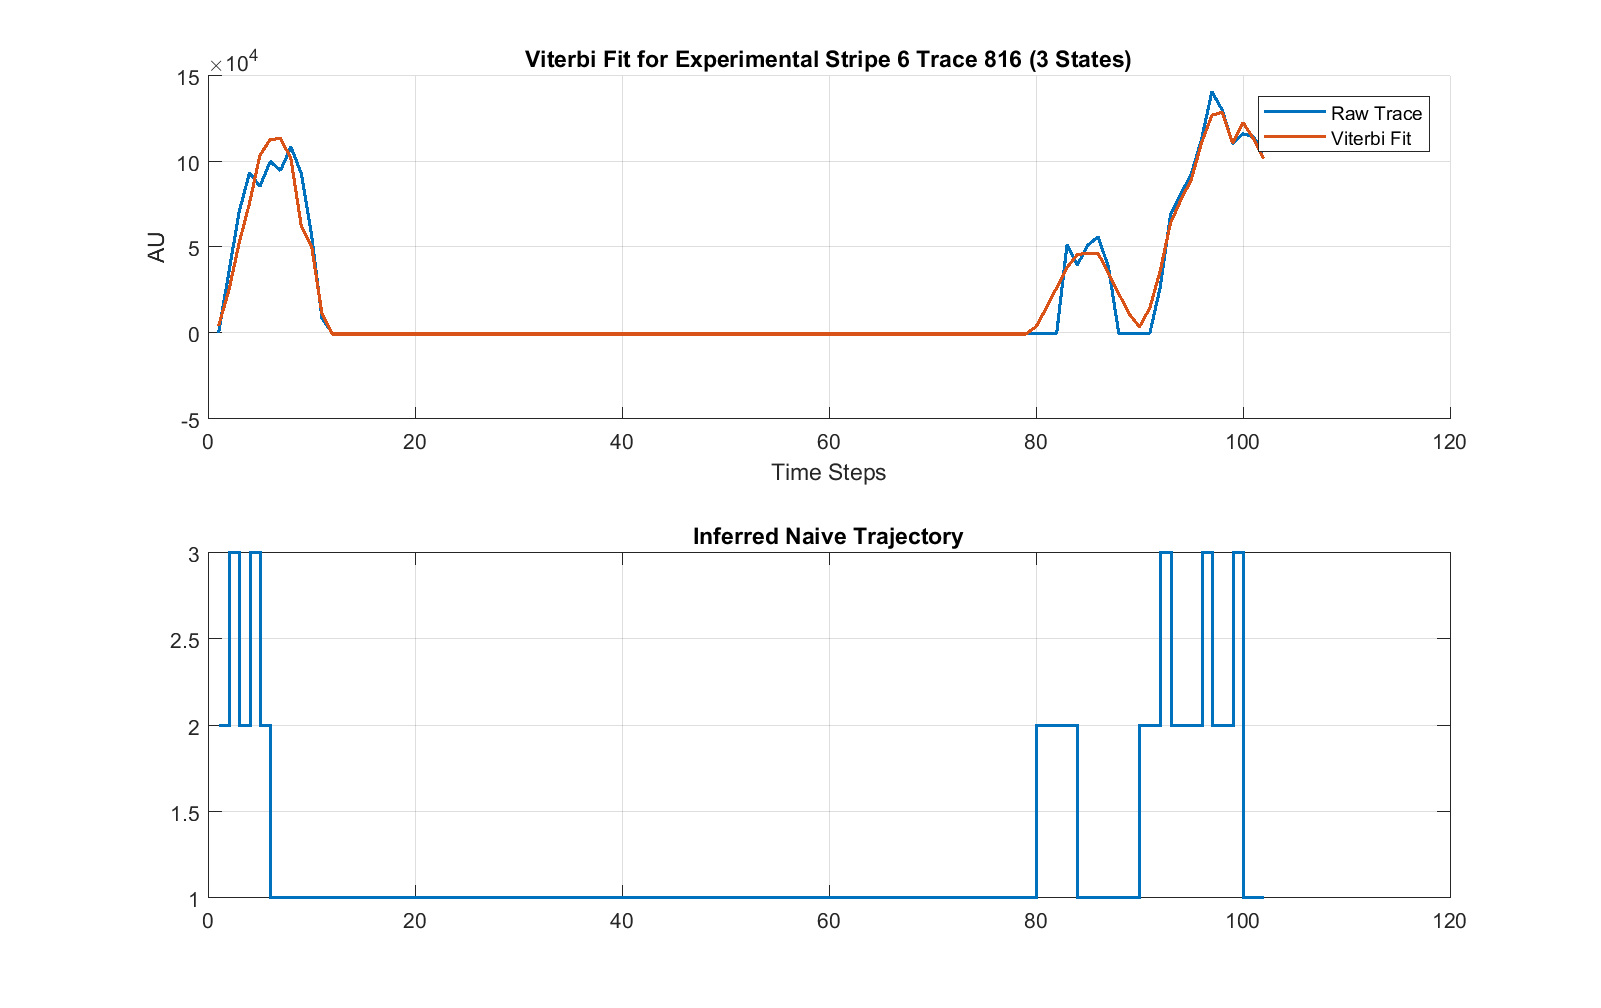 Viterbi Fit for Experimental Stripe 6 Trace 816 (3 States)
×10⁴
15
10
5
0
-5
AU
Raw Trace
Viterbi Fit
0 20 40 60 80 100 120
Time Steps
Inferred Naive Trajectory
3
2.5
2
1.5
1
0 20 40 60 80 100 120